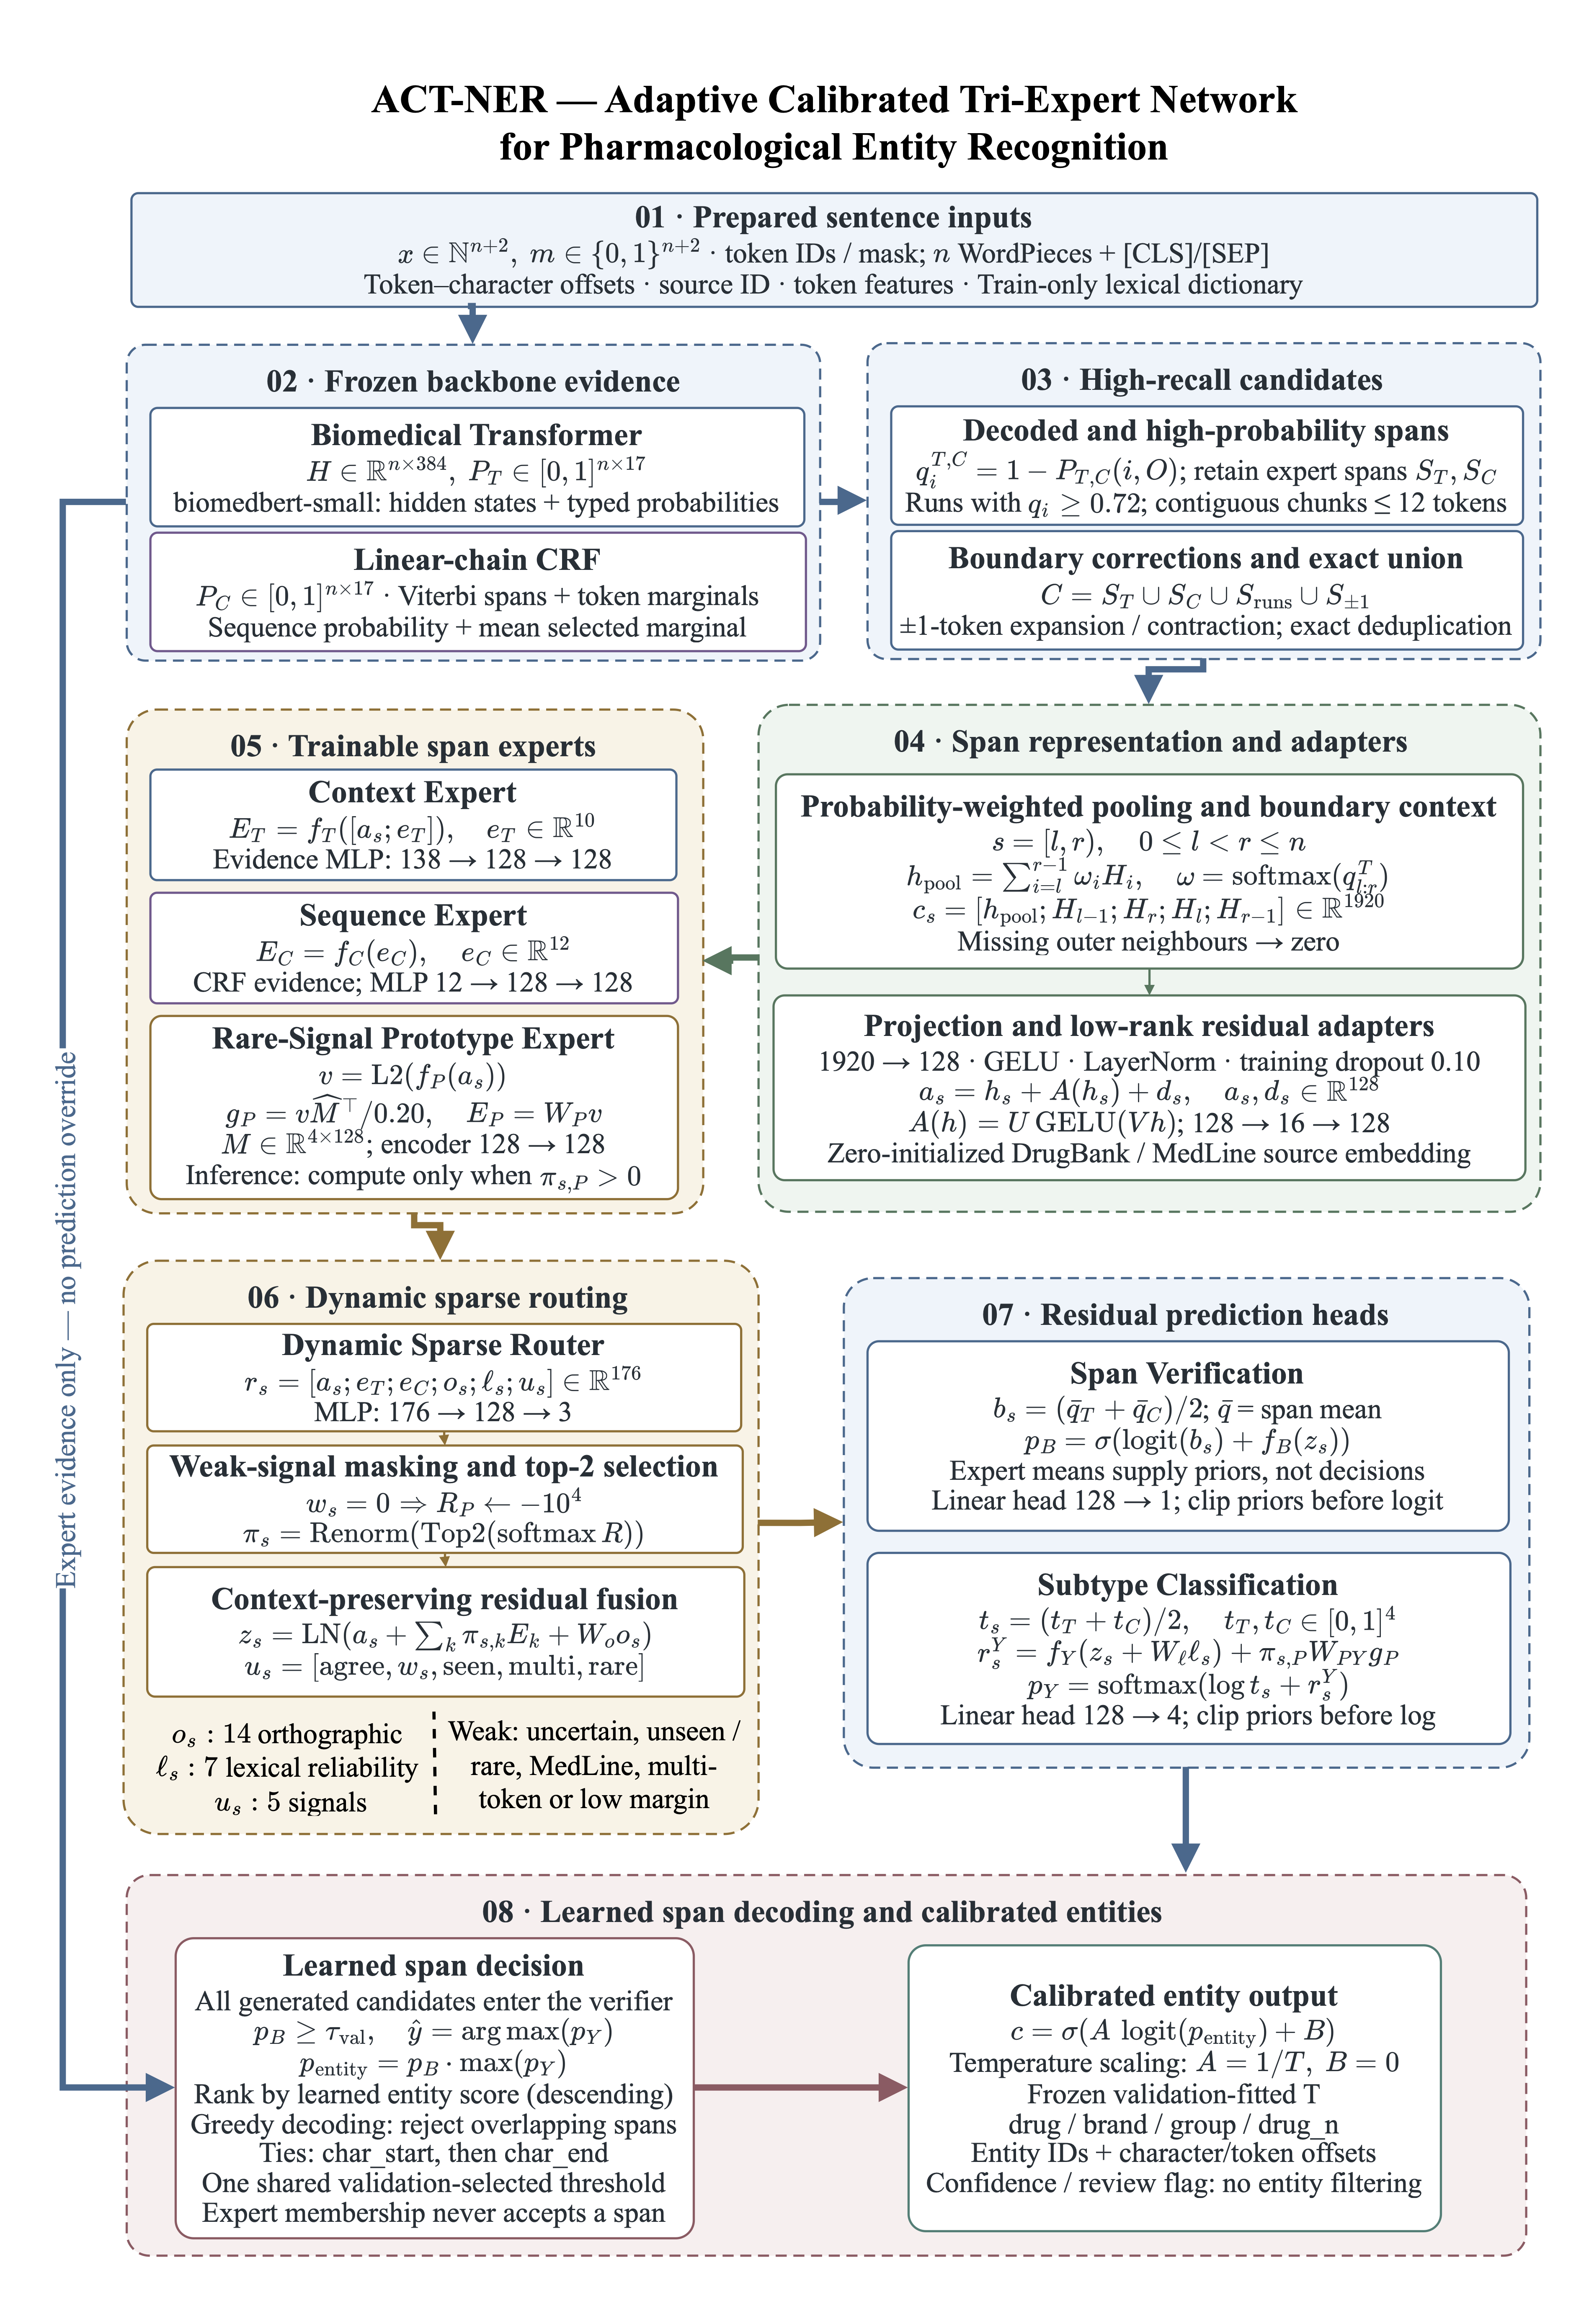 ACT-NER — Adaptive Calibrated Tri-Expert Network
for Pharmacological Entity Recognition
01 · Prepared sentence inputs
x ∈ ℕ^{n+2}, m ∈ {0, 1}^{n+2} · token IDs / mask; n WordPieces + [CLS]/[SEP]
Token–character offsets · source ID · token features · Train-only lexical dictionary
02 · Frozen backbone evidence
Biomedical Transformer
H ∈ ℝ^{n×384}, P_T ∈ [0, 1]^{n×17}
biomedbert-small: hidden states + typed probabilities
Linear-chain CRF
P_C ∈ [0, 1]^{n×17} · Viterbi spans + token marginals
Sequence probability + mean selected marginal
03 · High-recall candidates
Decoded and high-probability spans
q_i^{T,C} = 1 − P_{T,C}(i, O); retain expert spans S_T, S_C
Runs with q_i ≥ 0.72; contiguous chunks ≤ 12 tokens
Boundary corrections and exact union
C = S_T ∪ S_C ∪ S_{runs} ∪ S_{±1}
±1-token expansion / contraction; exact deduplication
04 · Span representation and adapters
Probability-weighted pooling and boundary context
s = [l, r), 0 ≤ l < r ≤ n
h_{pool} = ∑_{i=l}^{r−1} ω_i H_i, ω = softmax(q_{l:r}^T)
c_s = [h_{pool}; H_{l−1}; H_r; H_l; H_{r−1}] ∈ ℝ^{1920}
Missing outer neighbours → zero
Projection and low-rank residual adapters
1920 → 128 · GELU · LayerNorm · training dropout 0.10
a_s = h_s + A(h_s) + d_s, a_s, d_s ∈ ℝ^{128}
A(h) = U GELU(Vh); 128 → 16 → 128
Zero-initialized DrugBank / MedLine source embedding
05 · Trainable span experts
Context Expert
E_T = f_T([a_s; e_T]), e_T ∈ ℝ^{10}
Evidence MLP: 138 → 128 → 128
Sequence Expert
E_C = f_C(e_C), e_C ∈ ℝ^{12}
CRF evidence; MLP 12 → 128 → 128
Rare-Signal Prototype Expert
v = L2(f_P(a_s))
g_P = v\widehat{M}^⊤/0.20, E_P = W_P v
M ∈ ℝ^{4×128}; encoder 128 → 128
Inference: compute only when π_{s,P} > 0
Expert evidence only — no prediction override
06 · Dynamic sparse routing
Dynamic Sparse Router
r_s = [a_s; e_T; e_C; o_s; ℓ_s; u_s] ∈ ℝ^{176}
MLP: 176 → 128 → 3
Weak-signal masking and top-2 selection
w_s = 0 ⇒ R_P ← −10^4
π_s = Renorm(Top2(softmax R))
Context-preserving residual fusion
z_s = LN(a_s + ∑_k π_{s,k} E_k + W_o o_s)
u_s = [agree, w_s, seen, multi, rare]
o_s : 14 orthographic
ℓ_s : 7 lexical reliability
u_s : 5 signals
Weak: uncertain, unseen /
rare, MedLine, multi-
token or low margin
07 · Residual prediction heads
Span Verification
b_s = (q̄_T + q̄_C)/2; q̄ = span mean
p_B = σ(logit(b_s) + f_B(z_s))
Expert means supply priors, not decisions
Linear head 128 → 1; clip priors before logit
Subtype Classification
t_s = (t_T + t_C)/2, t_T, t_C ∈ [0, 1]^4
r_s^Y = f_Y(z_s + W_ℓ ℓ_s) + π_{s,P} W_{PY} g_P
p_Y = softmax(log t_s + r_s^Y)
Linear head 128 → 4; clip priors before log
08 · Learned span decoding and calibrated entities
Learned span decision
All generated candidates enter the verifier
p_B ≥ τ_{val}, ŷ = arg max(p_Y)
p_{entity} = p_B · max(p_Y)
Rank by learned entity score (descending)
Greedy decoding: reject overlapping spans
Ties: char_start, then char_end
One shared validation-selected threshold
Expert membership never accepts a span
Calibrated entity output
c = σ(A logit(p_{entity}) + B)
Temperature scaling: A = 1/T, B = 0
Frozen validation-fitted T
drug / brand / group / drug_n
Entity IDs + character/token offsets
Confidence / review flag: no entity filtering